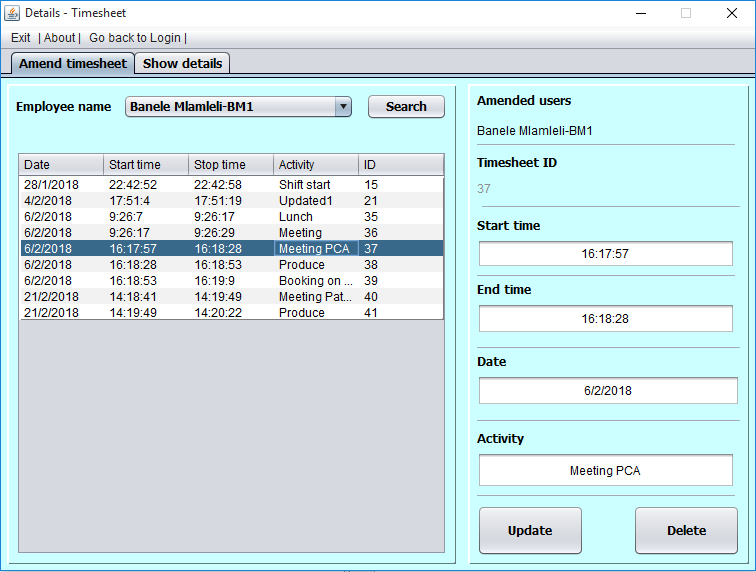 Details - Timesheet
Exit | About | Go back to Login |
Amend timesheet Show details
Employee name Banele Mlamleli-BM1 Search
Date Start time Stop time Activity ID
28/1/2018 22:42:52 22:42:58 Shift start 15
4/2/2018 17:51:4 17:51:19 Updated1 21
6/2/2018 9:26:7 9:26:17 Lunch 35
6/2/2018 9:26:17 9:26:29 Meeting 36
6/2/2018 16:17:57 16:18:28 Meeting PCA 37
6/2/2018 16:18:28 16:18:53 Produce 38
6/2/2018 16:18:53 16:19:9 Booking on ... 39
21/2/2018 14:18:41 14:19:49 Meeting Pat... 40
21/2/2018 14:19:49 14:20:22 Produce 41
Amended users
Banele Mlamleli-BM1
Timesheet ID
37
Start time
16:17:57
End time
16:18:28
Date
6/2/2018
Activity
Meeting PCA
Update Delete